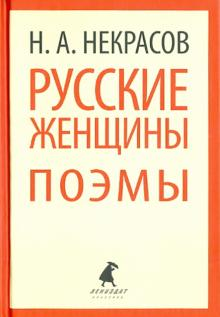 Н. А. НЕКРАСОВ
РУССКИЕ
ЖЕНЩИНЫ
ПОЭМЫ
ЛЕНИЗДАТ
КЛАССИКА